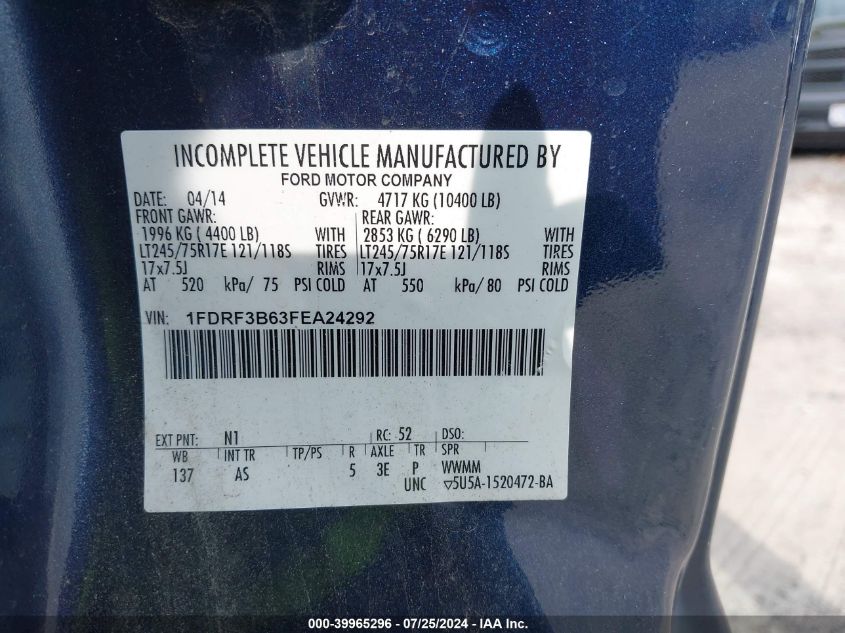 INCOMPLETE VEHICLE MANUFACTURED BY
FORD MOTOR COMPANY
DATE: 04/14 GVWR: 4717 KG (10400 LB)
FRONT GAWR: REAR GAWR:
1996 KG ( 4400 LB) WITH 2853 KG ( 6290 LB) WITH
LT245/75R17E 121/118S TIRES LT245/75R17E 121/118S TIRES
17x7.5J RIMS 17x7.5J RIMS
AT 520 kPa/ 75 PSI COLD AT 550 kPa/ 80 PSI COLD
VIN: 1FDRF3B63FEA24292
EXT PNT: N1 RC: 52 DSO:
WB INT TR TP/PS R AXLE TR SPR
137 AS 5 3E P WWMM
UNC ▽5U5A-1520472-BA
000-39965296 - 07/25/2024 - IAAI.com